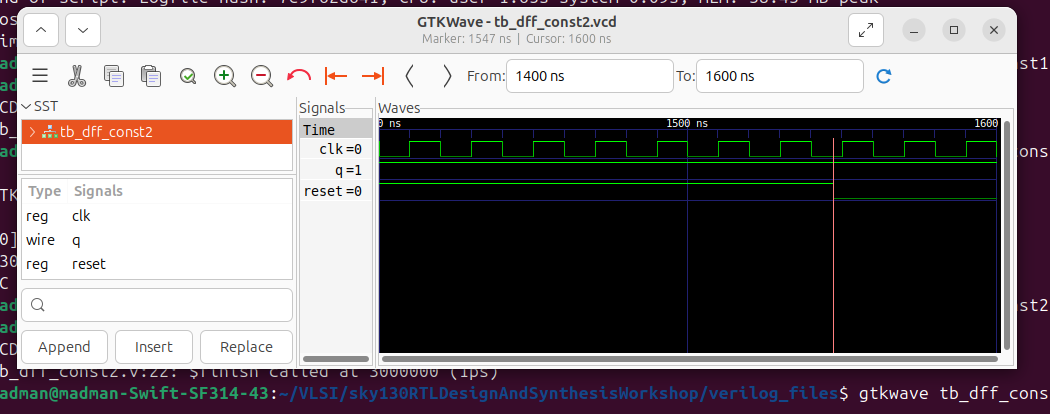 GTKWave - tb_dff_const2.vcd
Marker: 1547 ns | Cursor: 1600 ns
From: 1400 ns To: 1600 ns
SST
tb_dff_const2
Type Signals
reg clk
wire q
reg reset
Append Insert Replace
Signals
Time
clk =0
q =1
reset =0
Waves
0 ns 1500 ns 1600
b_dff_const2.v:22: $finish called at 3000000 (1ps)
adman@madman-Swift-SF314-43:~/VLSI/sky130RTLDesignAndSynthesisWorkshop/verilog_files$ gtkwave tb_dff_cons